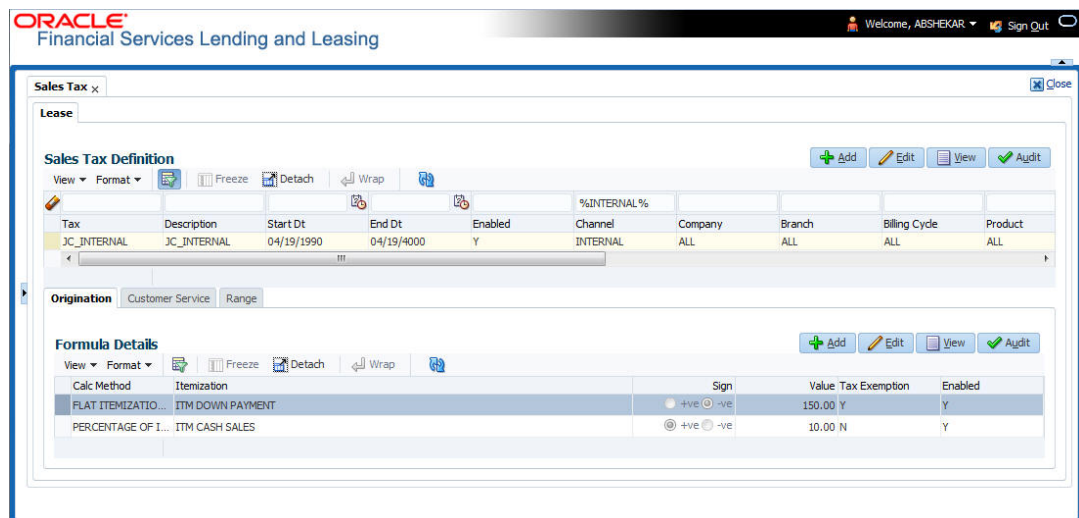 ORACLE
Financial Services Lending and Leasing
Welcome, ABSHEKAR
Sign Out
Sales Tax
Close
Lease
Sales Tax Definition
Add Edit View Audit
View Format Freeze Detach Wrap
%INTERNAL%
Tax Description Start Dt End Dt Enabled Channel Company Branch Billing Cycle Product
JC_INTERNAL JC_INTERNAL 04/19/1990 04/19/4000 Y INTERNAL ALL ALL ALL ALL
Origination Customer Service Range
Formula Details
Add Edit View Audit
View Format Freeze Detach Wrap
Calc Method Itemization Sign Value Tax Exemption Enabled
FLAT ITEMIZATIO... ITM DOWN PAYMENT +ve -ve 150.00 Y Y
PERCENTAGE OF I... ITM CASH SALES +ve -ve 10.00 N Y